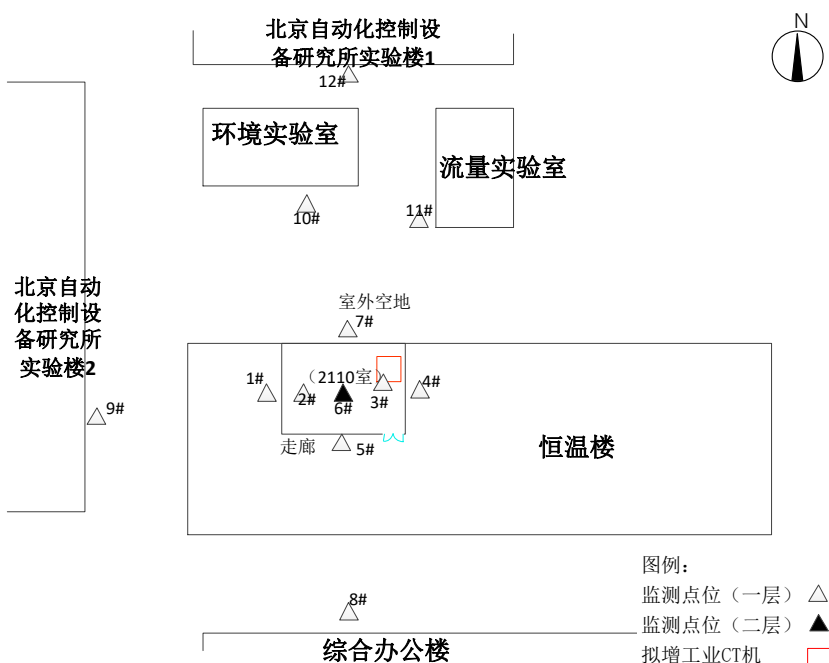 北京自动化控制设
备研究所实验楼1
N
12#
环境实验室
流量实验室
10#
11#
北京自动
化控制设
备研究所
实验楼2
室外空地
7#
1#
（2110室）
2#
6#
3#
4#
9#
走廊
5#
恒温楼
8#
综合办公楼
图例：
监测点位（一层）
监测点位（二层）
拟增工业CT机